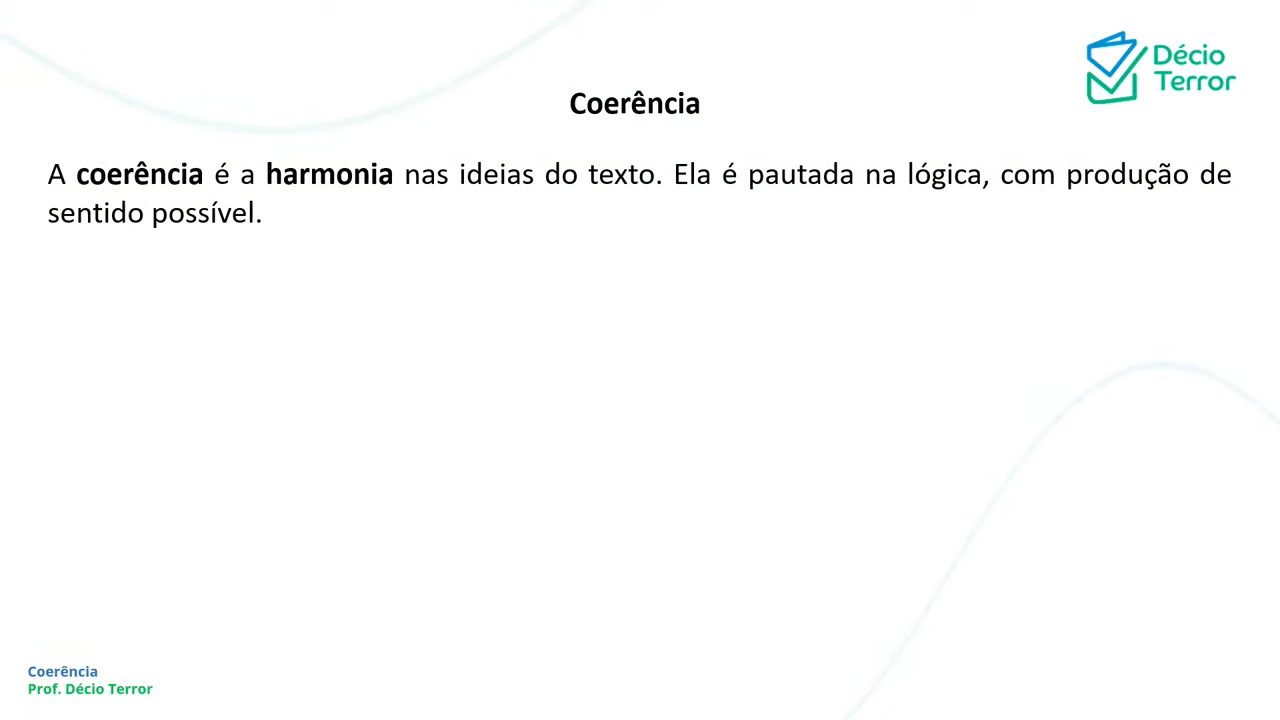 Décio
Terror
Coerência
A coerência é a harmonia nas ideias do texto. Ela é pautada na lógica, com produção de
sentido possível.
Coerência
Prof. Décio Terror